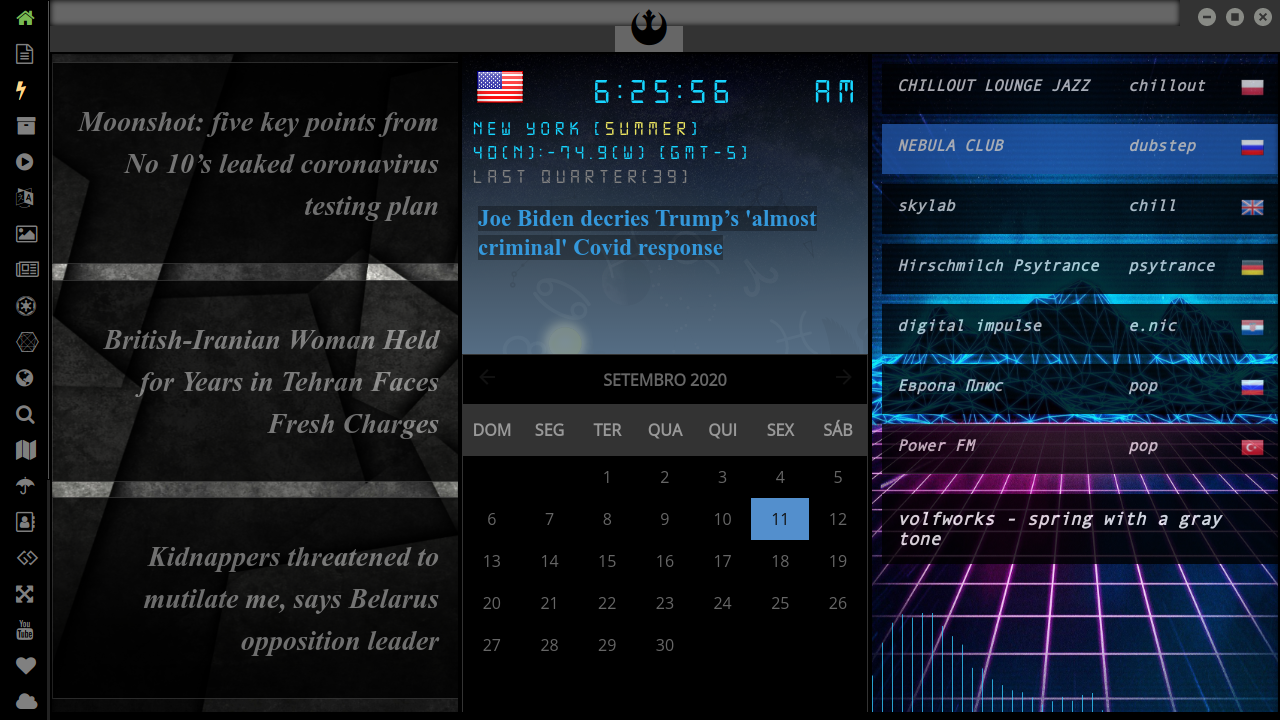 Moonshot: five key points from
No 10’s leaked coronavirus
testing plan
British-Iranian Woman Held
for Years in Tehran Faces
Fresh Charges
Kidnappers threatened to
mutilate me, says Belarus
opposition leader
You
Tube
6:25:56 AM
NEW YORK (SUMMER)
40(N):-74.9(W) (GMT-5)
LAST QUARTER(39)
Joe Biden decries Trump’s 'almost
criminal' Covid response
SETEMBRO 2020
DOM SEG TER QUA QUI SEX SÁB
1 2 3 4 5
6 7 8 9 10 11 12
13 14 15 16 17 18 19
20 21 22 23 24 25 26
27 28 29 30
CHILLOUT LOUNGE JAZZ chillout
NEBULA CLUB dubstep
skylab chill
Hirschmilch Psytrance psytrance
digital impulse e.nic
Европа Плюс pop
Power FM pop
volfworks - spring with a gray
tone